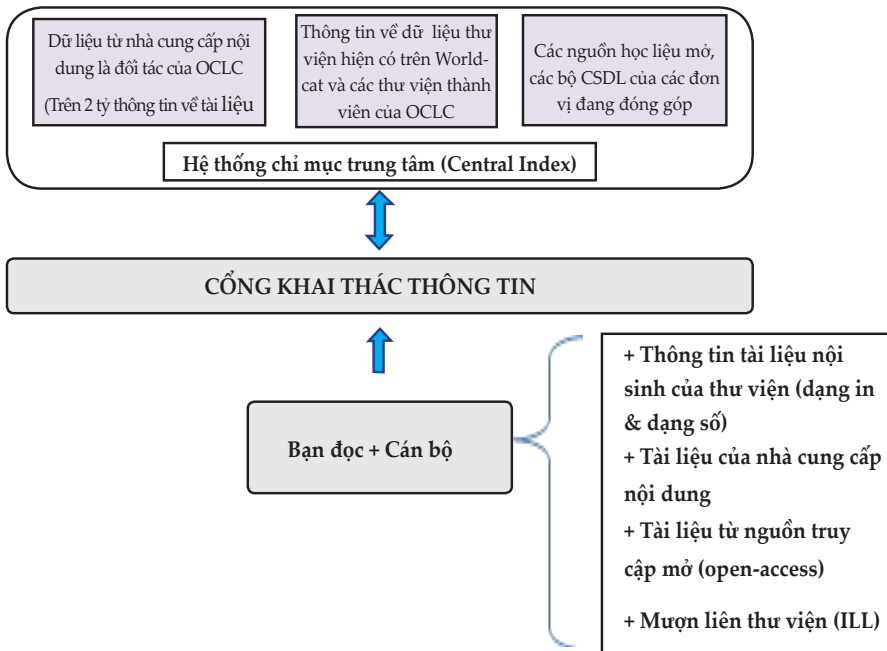 Dữ liệu từ nhà cung cấp nội
dung là đối tác của OCLC
(Trên 2 tỷ thông tin về tài liệu
Thông tin về dữ liệu thư
viện hiện có trên World-
cat và các thư viện thành
viên của OCLC
Các nguồn học liệu mở,
các bộ CSDL của các đơn
vị đang đóng góp
Hệ thống chỉ mục trung tâm (Central Index)
CỔNG KHAI THÁC THÔNG TIN
Bạn đọc + Cán bộ
+ Thông tin tài liệu nội
sinh của thư viện (dạng in
& dạng số)
+ Tài liệu của nhà cung cấp
nội dung
+ Tài liệu từ nguồn truy
cập mở (open-access)
+ Mượn liên thư viện (ILL)